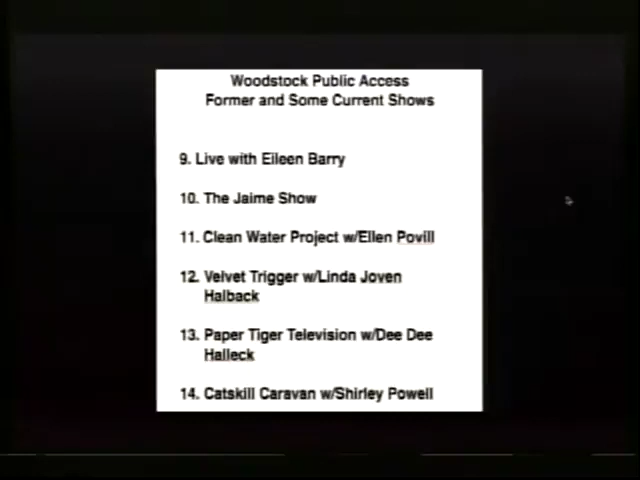 Woodstock Public Access
Former and Some Current Shows
9. Live with Eileen Barry
10. The Jaime Show
11. Clean Water Project w/Ellen Povill
12. Velvet Trigger w/Linda Joven
Halback
13. Paper Tiger Television w/Dee Dee
Halleck
14. Catskill Caravan w/Shirley Powell